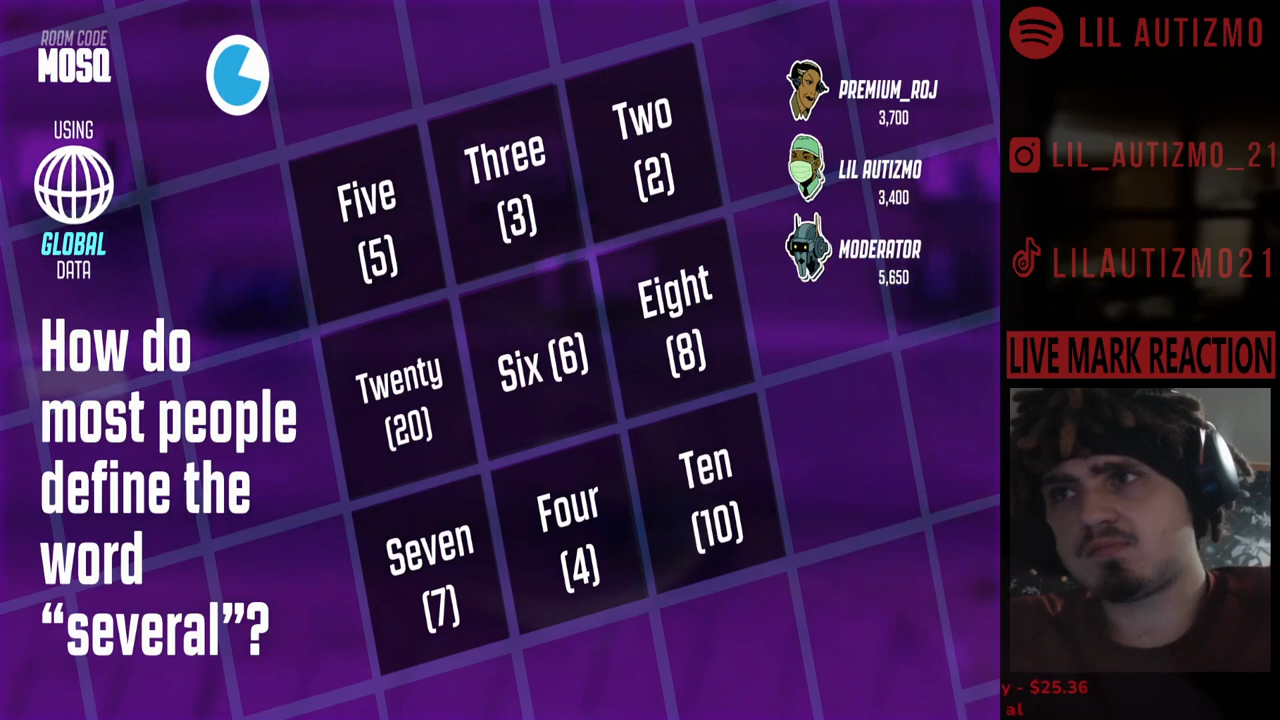 ROOM CODE
MOSQ
USING
GLOBAL
DATA
How do
most people
define the
word
“several”?
Five
(5)
Three
(3)
Two
(2)
Twenty
(20)
Six (6)
Eight
(8)
Seven
(7)
Four
(4)
Ten
(10)
PREMIUM_ROJ
3,700
LIL AUTIZMO
3,400
MODERATOR
5,650
LIL AUTIZMO
LIL_AUTIZMO_21
LILAUTIZMO21
LIVE MARK REACTION
y - $25.36
al